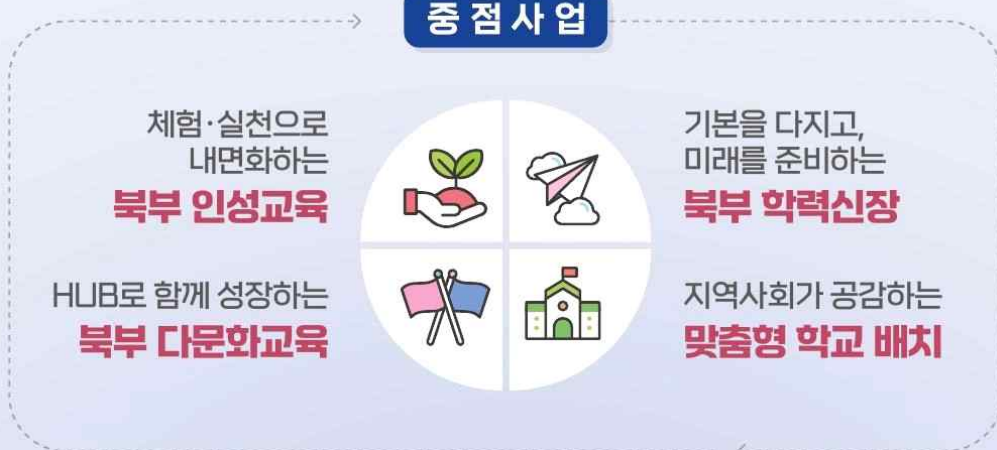 중점사업
체험·실천으로
내면화하는
북부 인성교육
기본을 다지고,
미래를 준비하는
북부 학력신장
HUB로 함께 성장하는
북부 다문화교육
지역사회가 공감하는
맞춤형 학교 배치